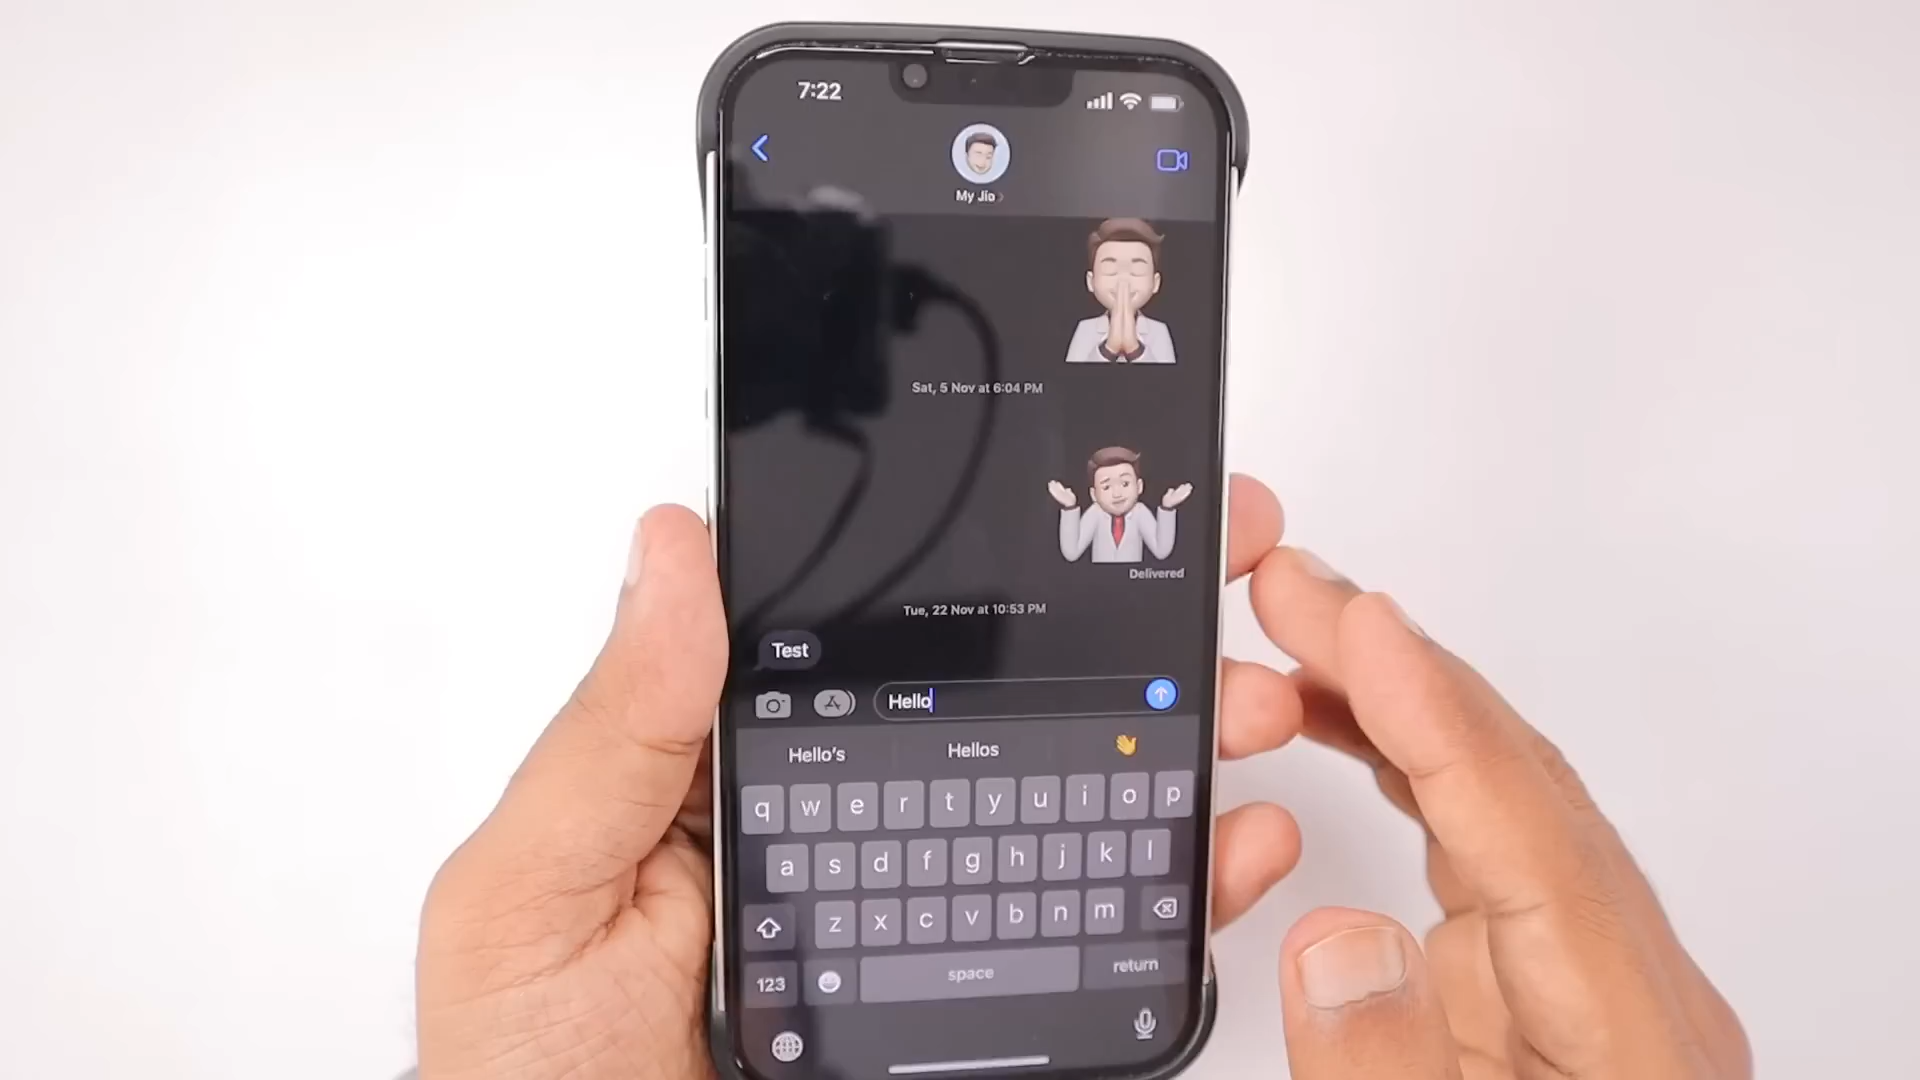 7:22
My Jio
Sat, 5 Nov at 6:04 PM
Delivered
Tue, 22 Nov at 10:53 PM
Test
Hello
Hello's Hellos 👋
q w e r t y u i o p
a s d f g h j k l
z x c v b n m
123 space return